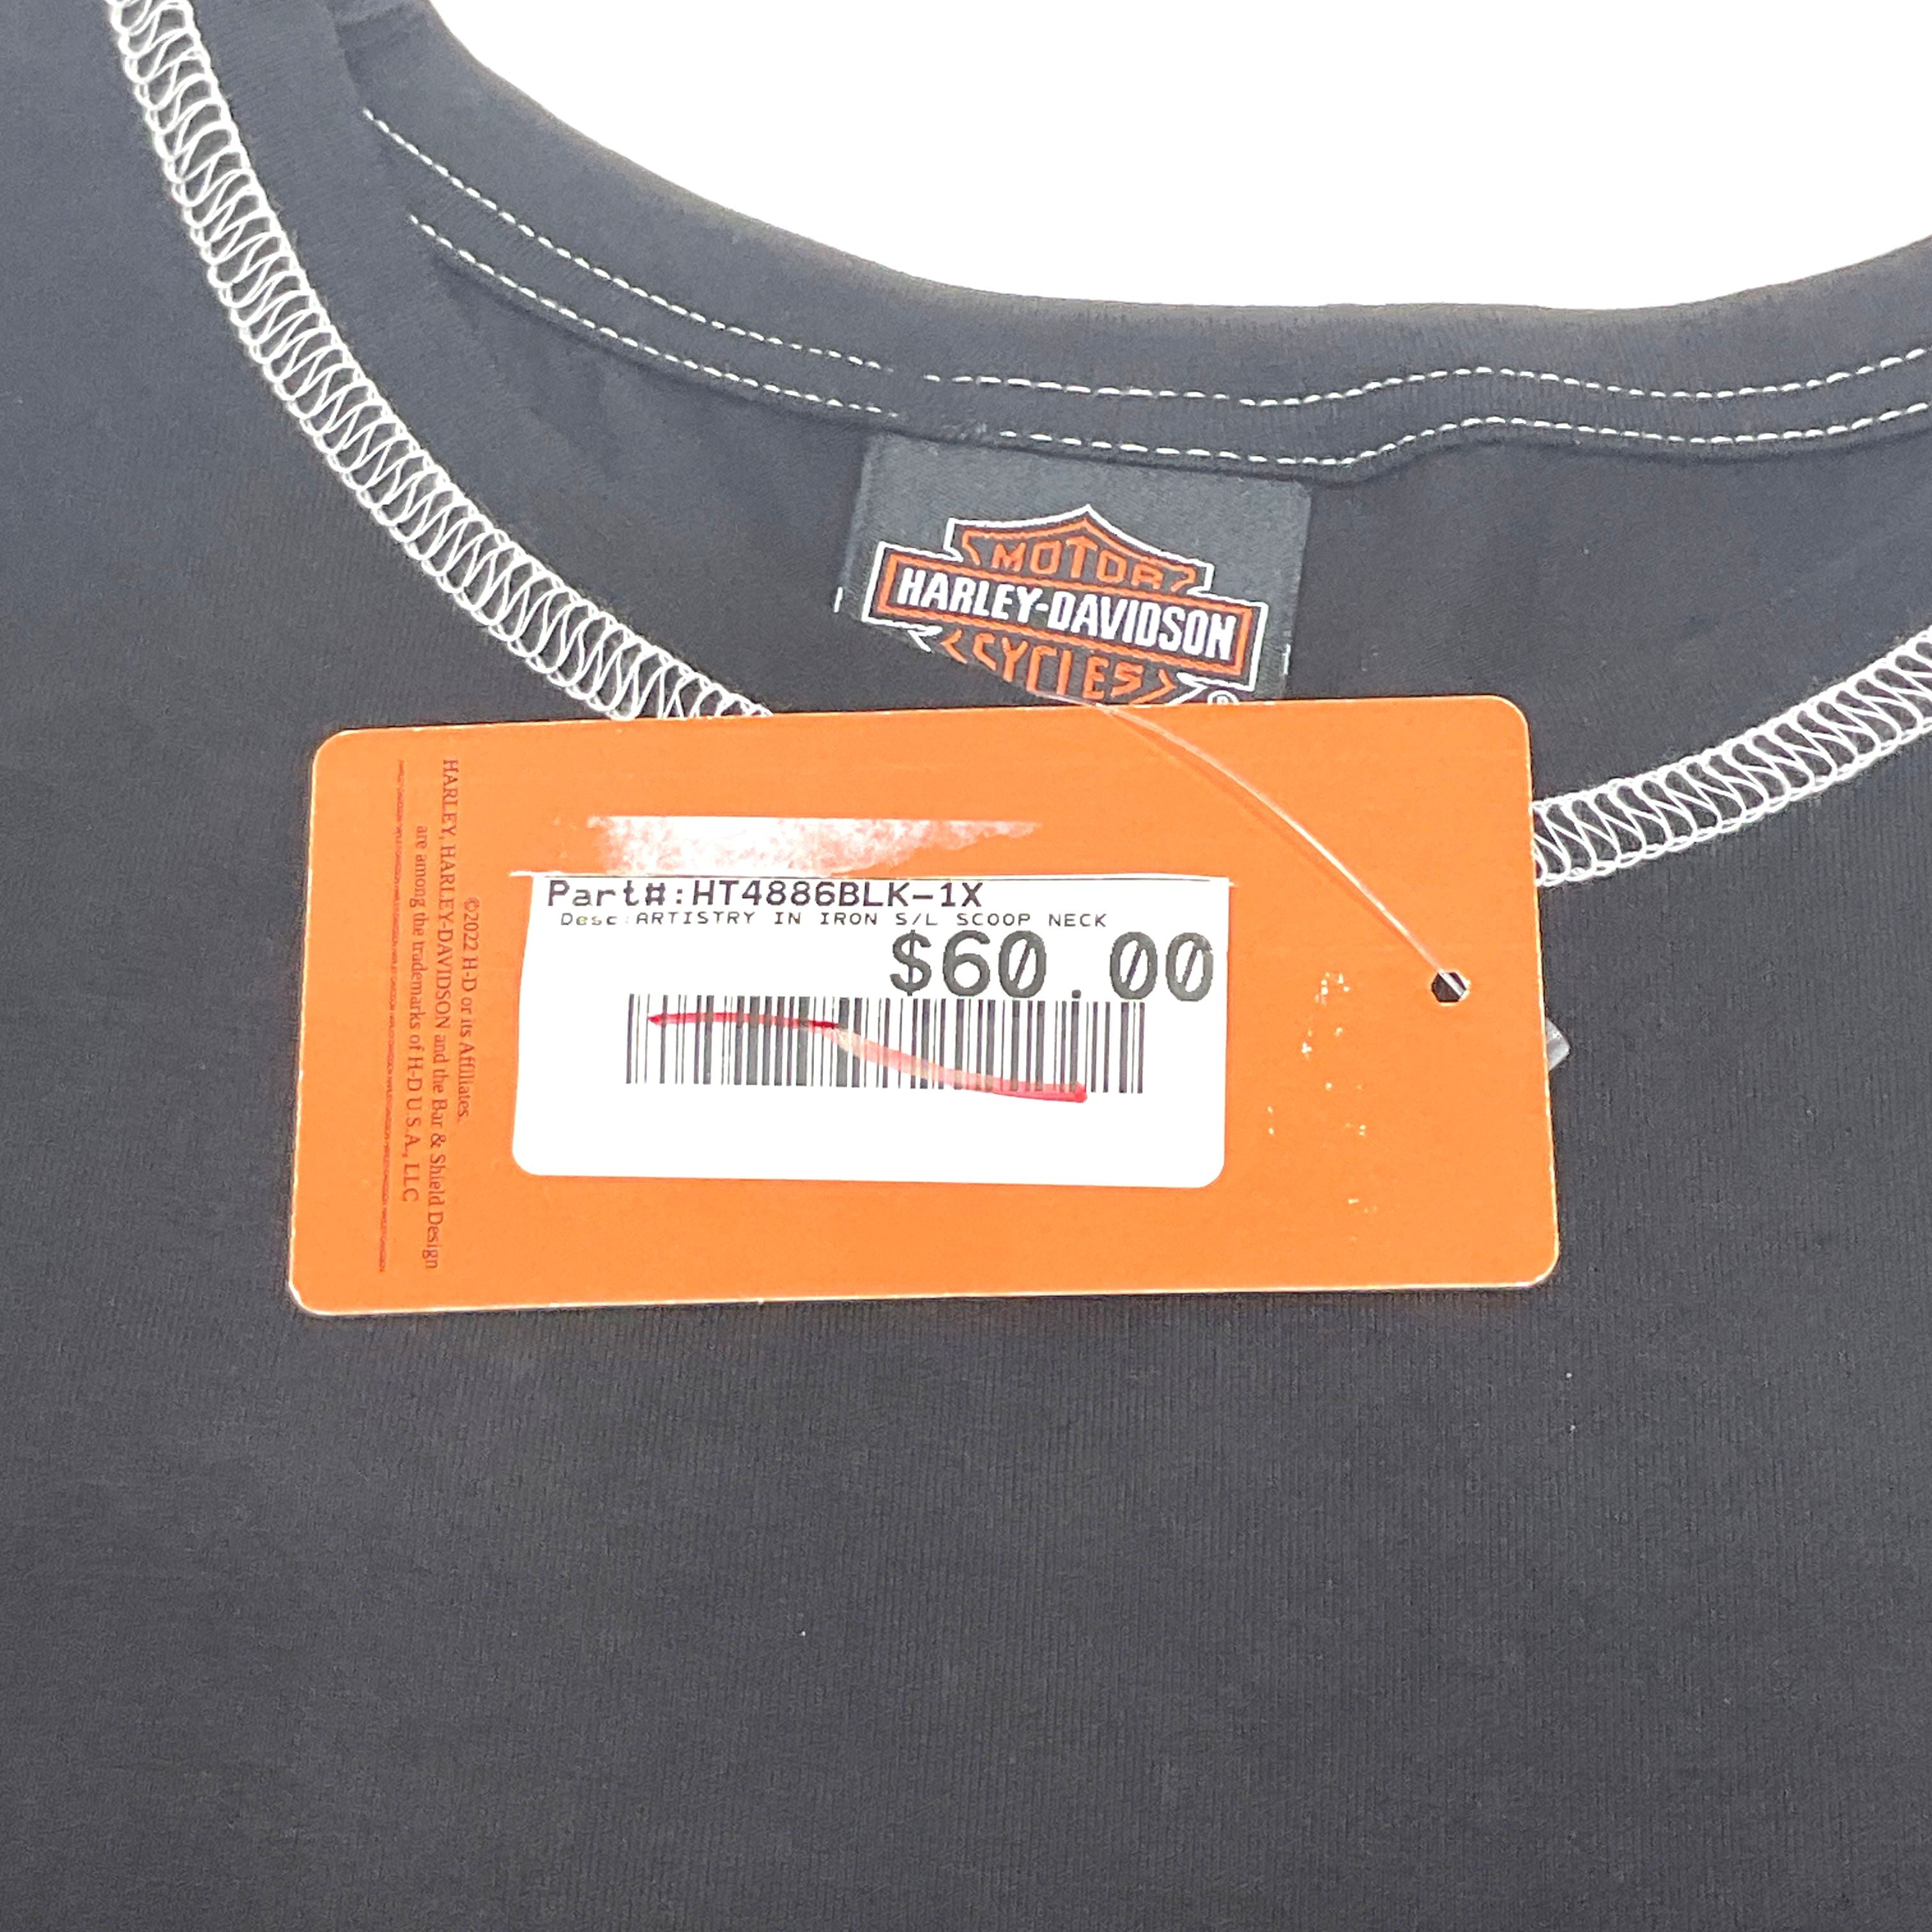 MOTOR
HARLEY-DAVIDSON
CYCLES
®
Part#:HT4886BLK-1X
Desc:ARTISTRY IN IRON S/L SCOOP NECK
$60.00
©2022 H-D or its Affiliates.
HARLEY, HARLEY-DAVIDSON and the Bar & Shield Design
are among the trademarks of H-D U.S.A., LLC